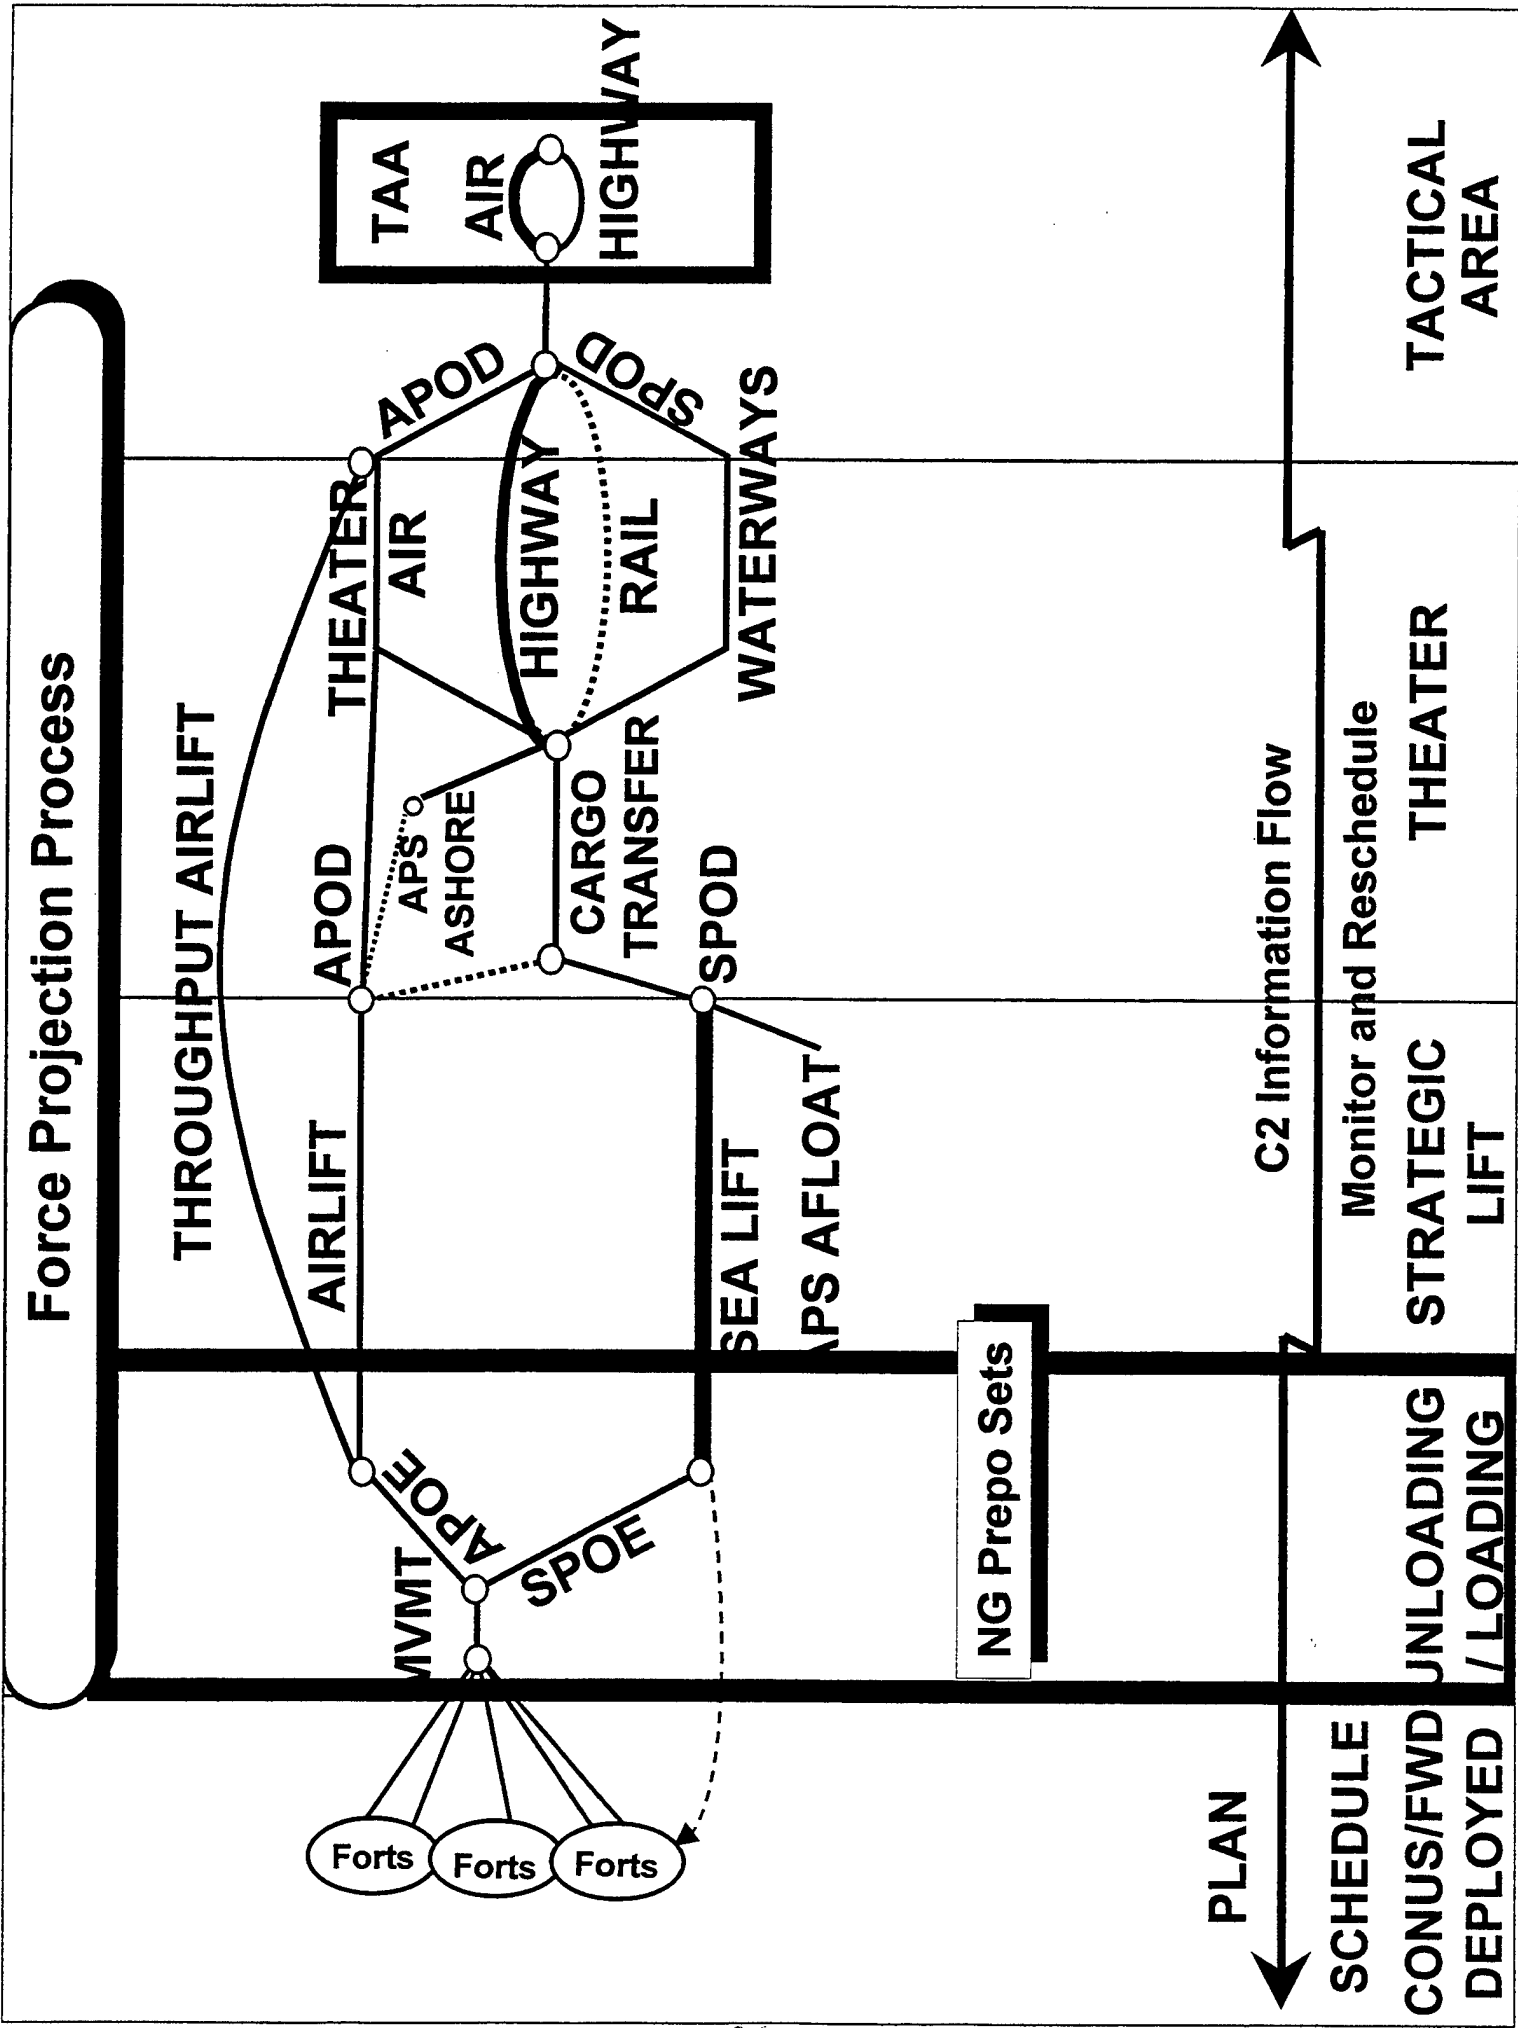 Force Projection Process
THROUGHPUT AIRLIFT
AIRLIFT
APOD
THEATER
AIR
APOD
TAA
AIR
HIGHWAY
MVMT
APOE
SPOE
Forts
Forts
Forts
APS
ASHORE
CARGO
TRANSFER
HIGHWAY
RAIL
SPOD
SEA LIFT
SPOD
WATERWAYS
APS AFLOAT
NG Prepo Sets
PLAN
C2 Information Flow
SCHEDULE
Monitor and Reschedule
CONUS/FWD
DEPLOYED
UNLOADING
/ LOADING
STRATEGIC
LIFT
THEATER
TACTICAL
AREA